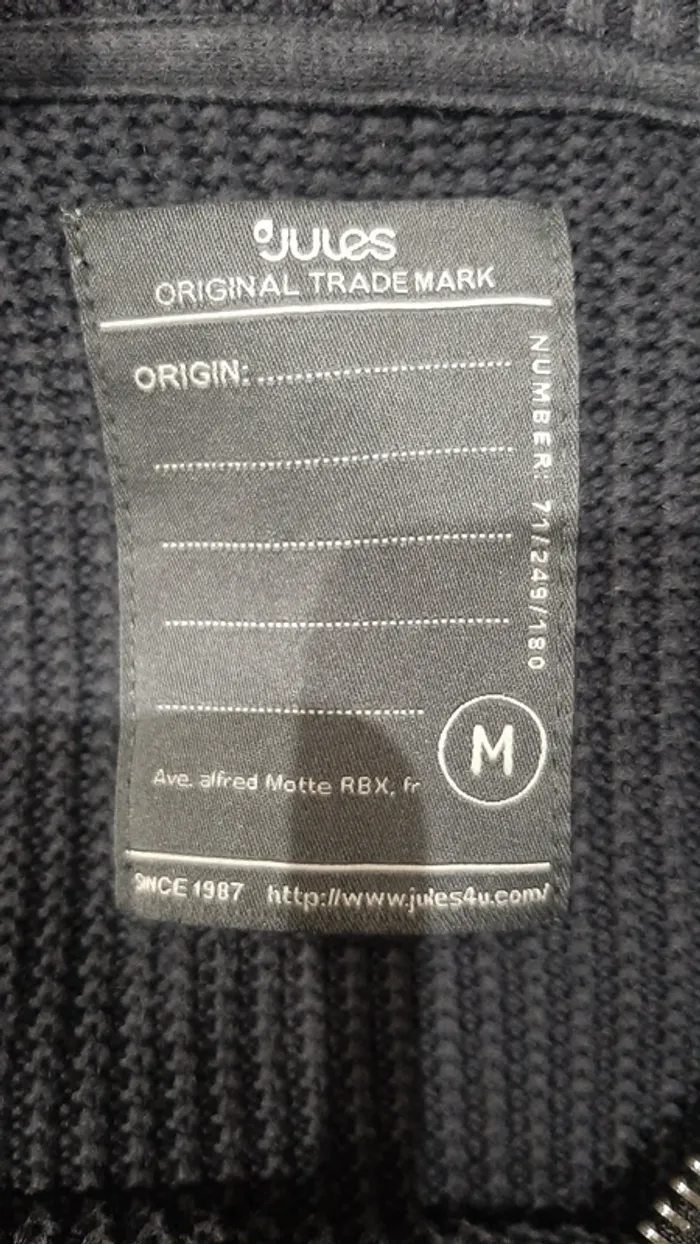 Jules
ORIGINAL TRADE MARK
ORIGIN:
NUMBER: 71/249/180
M
Ave. alfred Motte RBX, fr
SINCE 1987 http://www.jules4u.com/